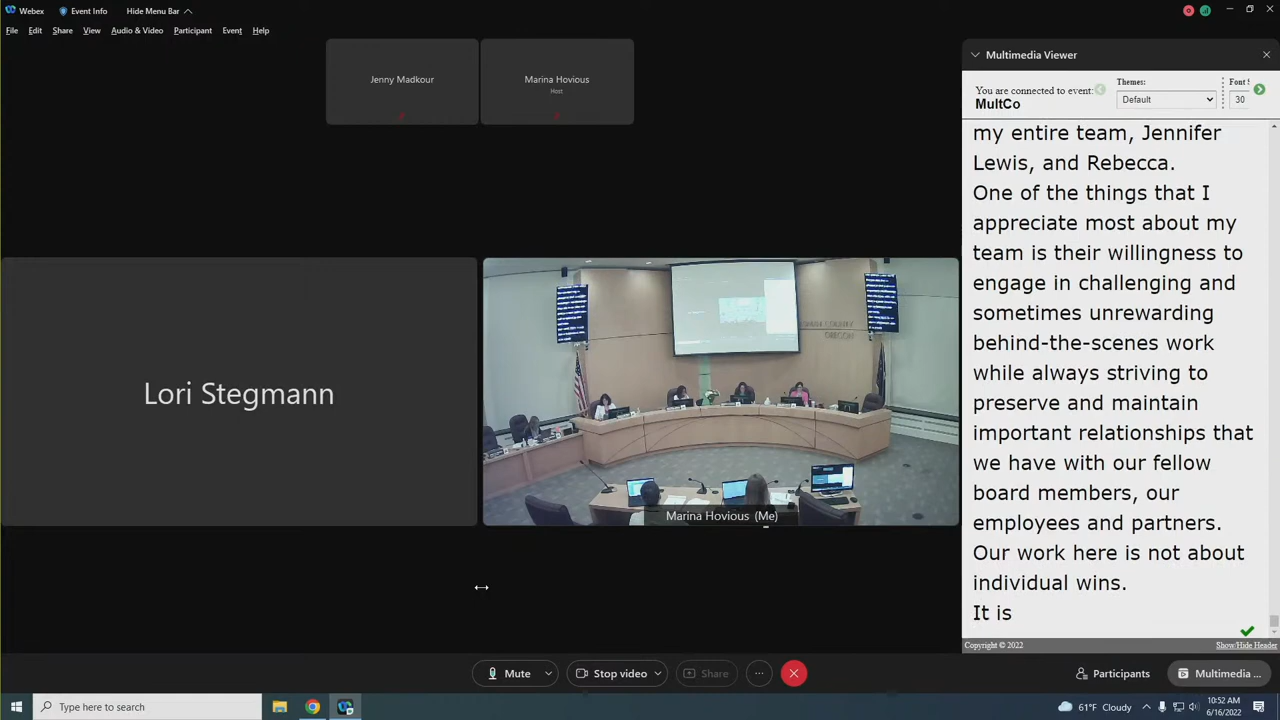 Webex
Event Info
Hide Menu Bar
File Edit Share View Audio & Video Participant Event Help
Jenny Madkour
Marina Hovious
Host
Lori Stegmann
COUNTY
OREGON
Marina Hovious (Me)
Multimedia Viewer
You are connected to event:
MultCo
Themes:
Default
Font S
30
my entire team, Jennifer
Lewis, and Rebecca.
One of the things that I
appreciate most about my
team is their willingness to
engage in challenging and
sometimes unrewarding
behind-the-scenes work
while always striving to
preserve and maintain
important relationships that
we have with our fellow
board members, our
employees and partners.
Our work here is not about
individual wins.
It is
Copyright © 2022
Show/Hide Header
Mute
Stop video
Share
Participants
Multimedia ...
Type here to search
61°F Cloudy
10:52 AM
6/16/2022